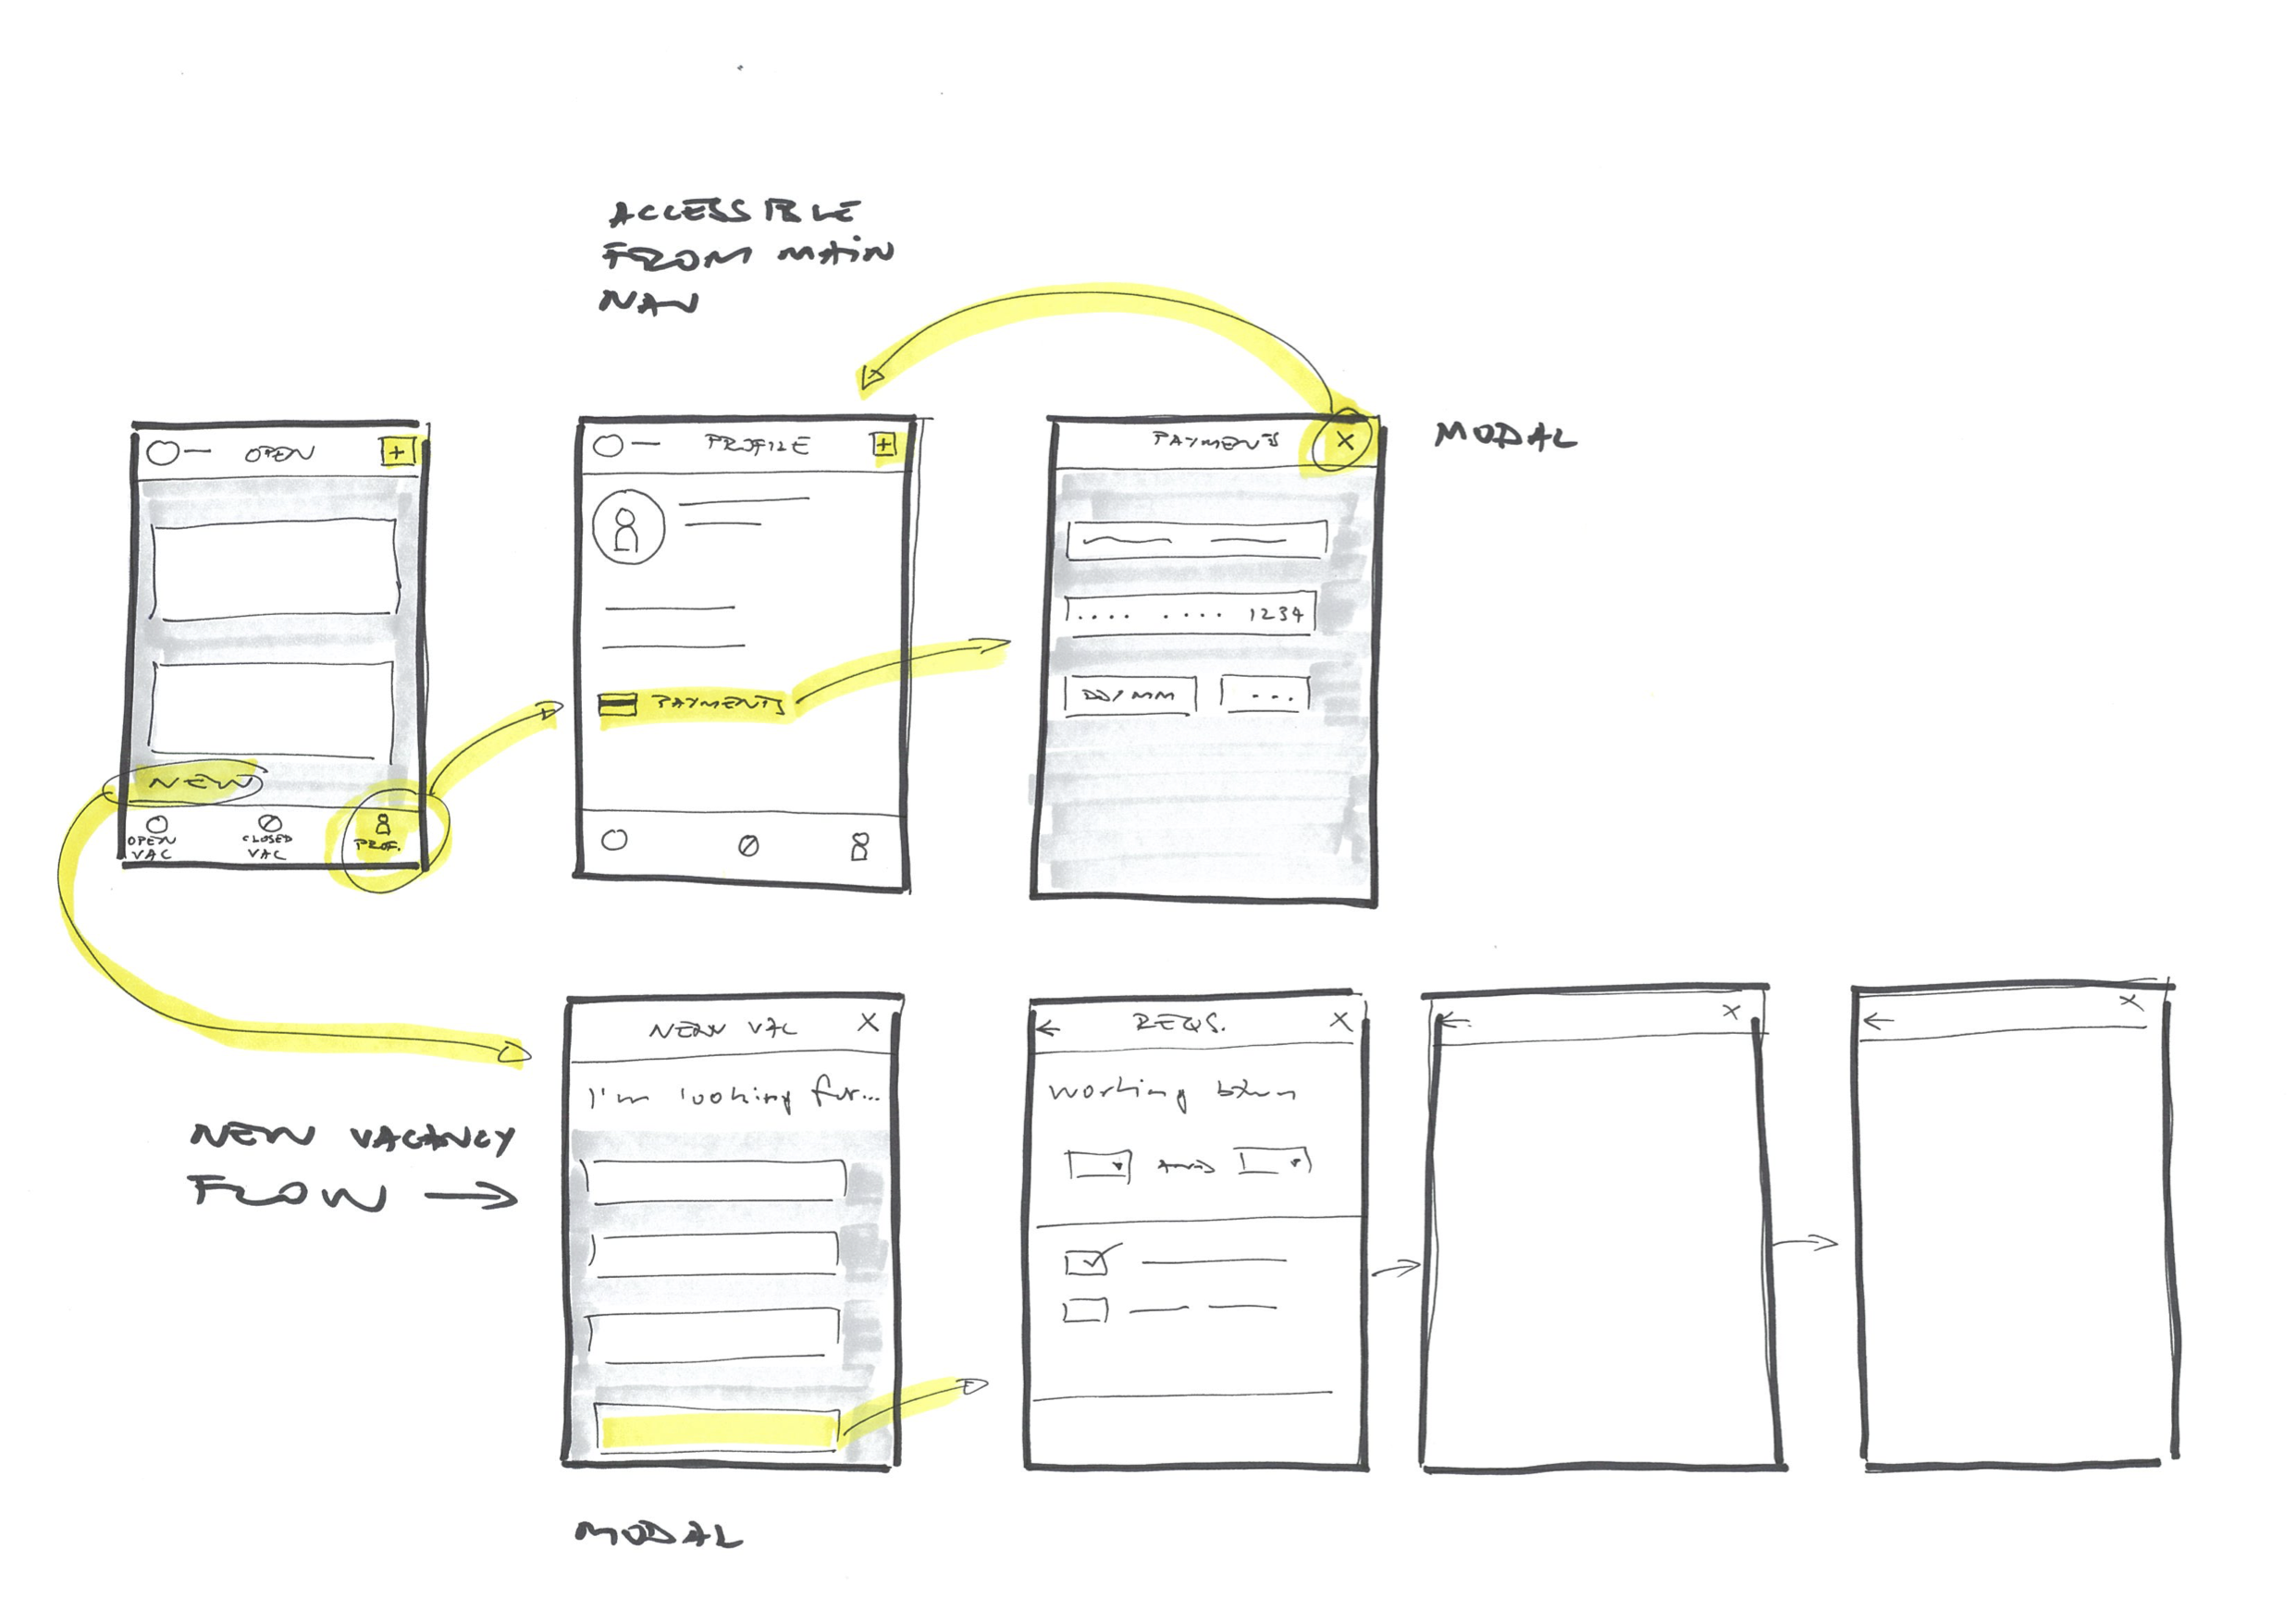 ACCESSIBLE
FROM MAIN
NAV
OPEN
+
NEW
OPEN
VAC
CLOSED
VAC
PROF.
PROFILE
+
PAYMENTS
PAYMENTS X
.... .... 1234
DD/MM ...
MODAL
NEW VACANCY
FLOW →
NEW VAC X
I'm looking for...
MODAL
← REQS. X
working
AND
← X
← X